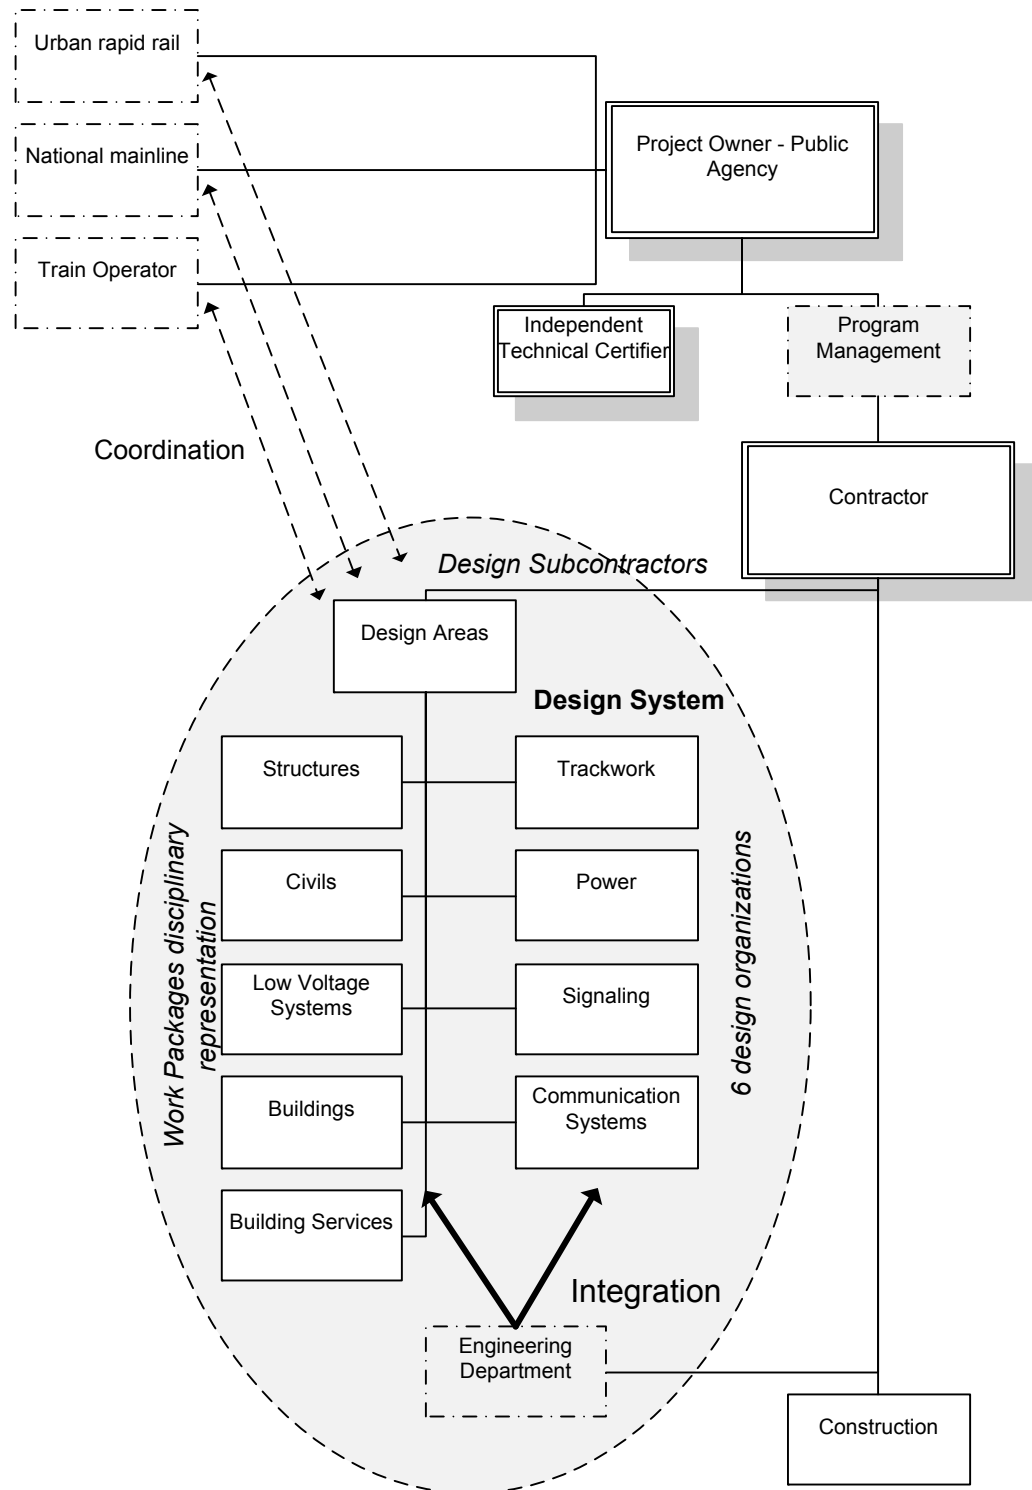 Urban rapid rail
National mainline
Train Operator
Project Owner - Public
Agency
Independent
Technical Certifier
Program
Management
Coordination
Contractor
Design Subcontractors
Design Areas
Design System
Structures
Trackwork
Civils
Power
Low Voltage
Systems
Signaling
Buildings
Communication
Systems
Building Services
Work Packages disciplinary
representation
6 design organizations
Integration
Engineering
Department
Construction